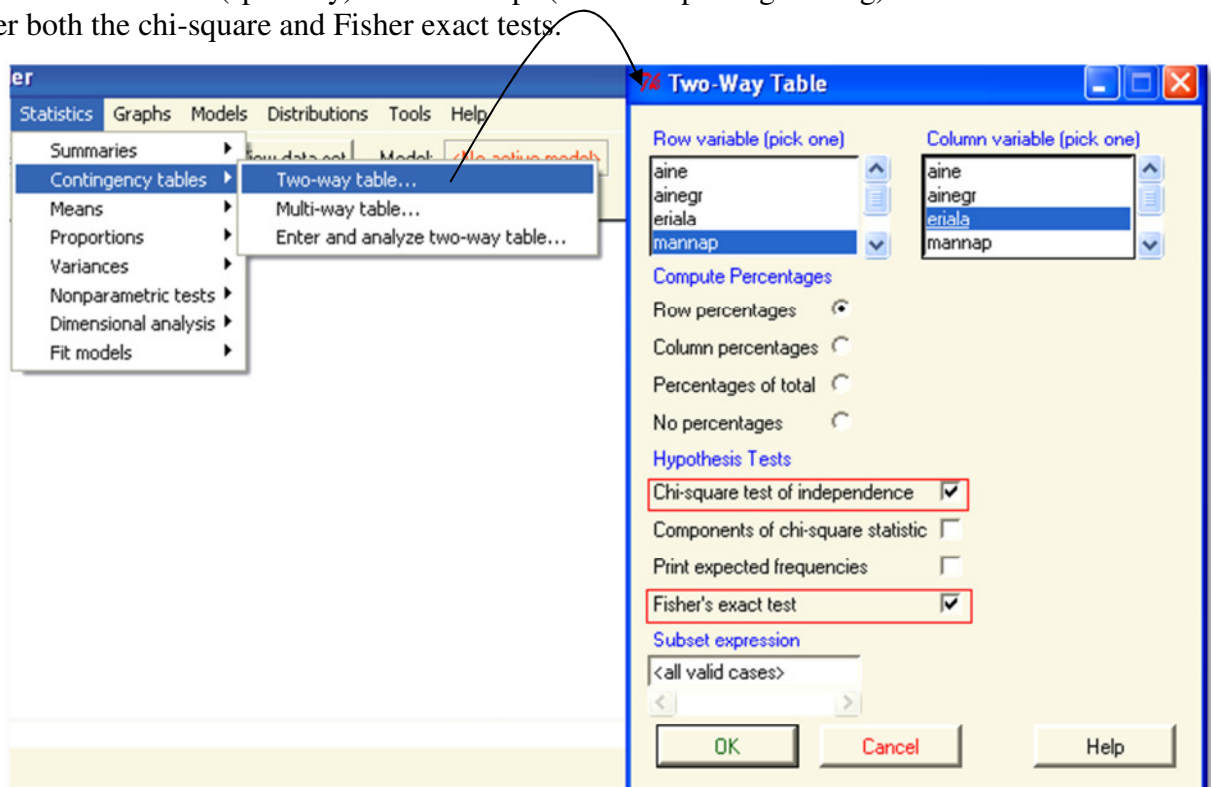 er both the chi-square and Fisher exact tests.
er
Statistics Graphs Models Distributions Tools Help
Model: <No active model>
Summaries
Contingency tables
Means
Proportions
Variances
Nonparametric tests
Dimensional analysis
Fit models
Two-way table...
Multi-way table...
Enter and analyze two-way table...
Two-Way Table
Row variable (pick one) Column variable (pick one)
aine aine
ainegr ainegr
eriala eriala
mannap mannap
Compute Percentages
Row percentages
Column percentages
Percentages of total
No percentages
Hypothesis Tests
Chi-square test of independence
Components of chi-square statistic
Print expected frequencies
Fisher's exact test
Subset expression
<all valid cases>
OK Cancel Help